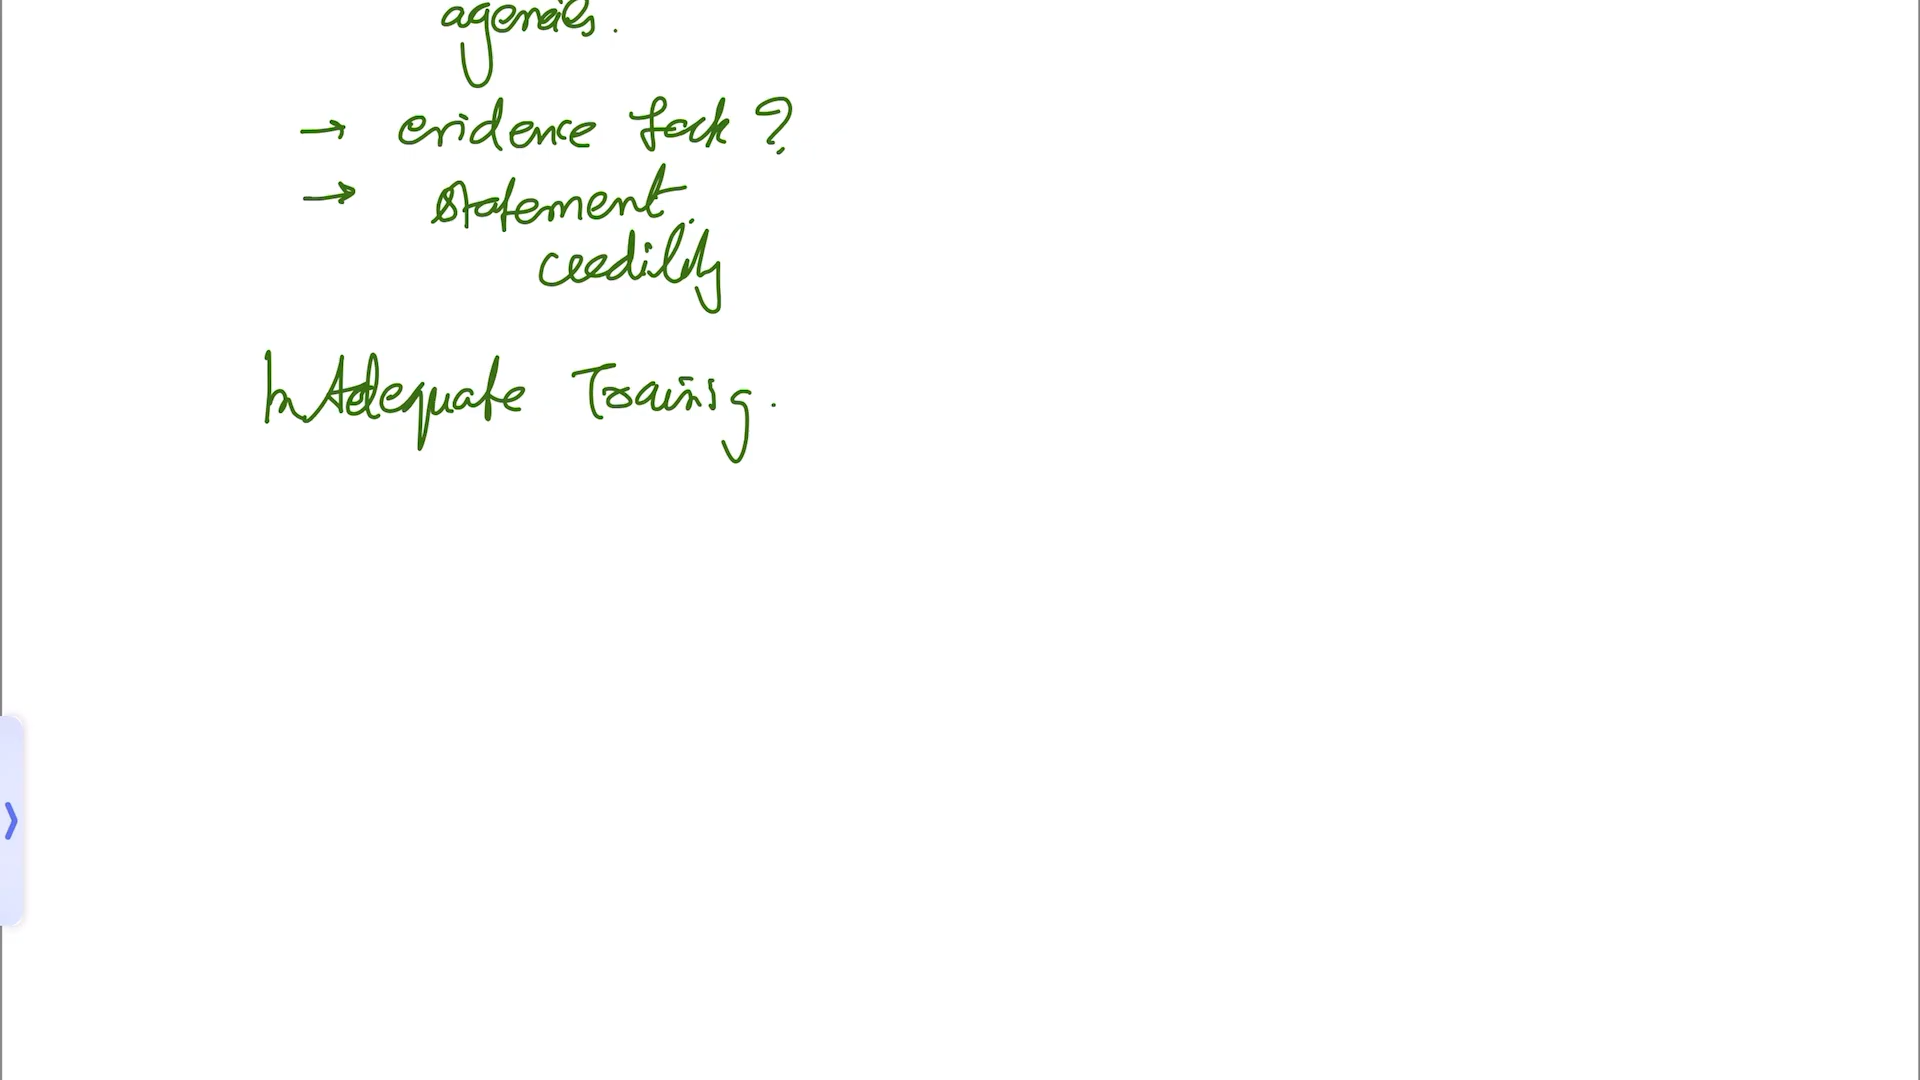 agencies.
→ evidence lack ?
→ statement
credibility
InAdequate Training.